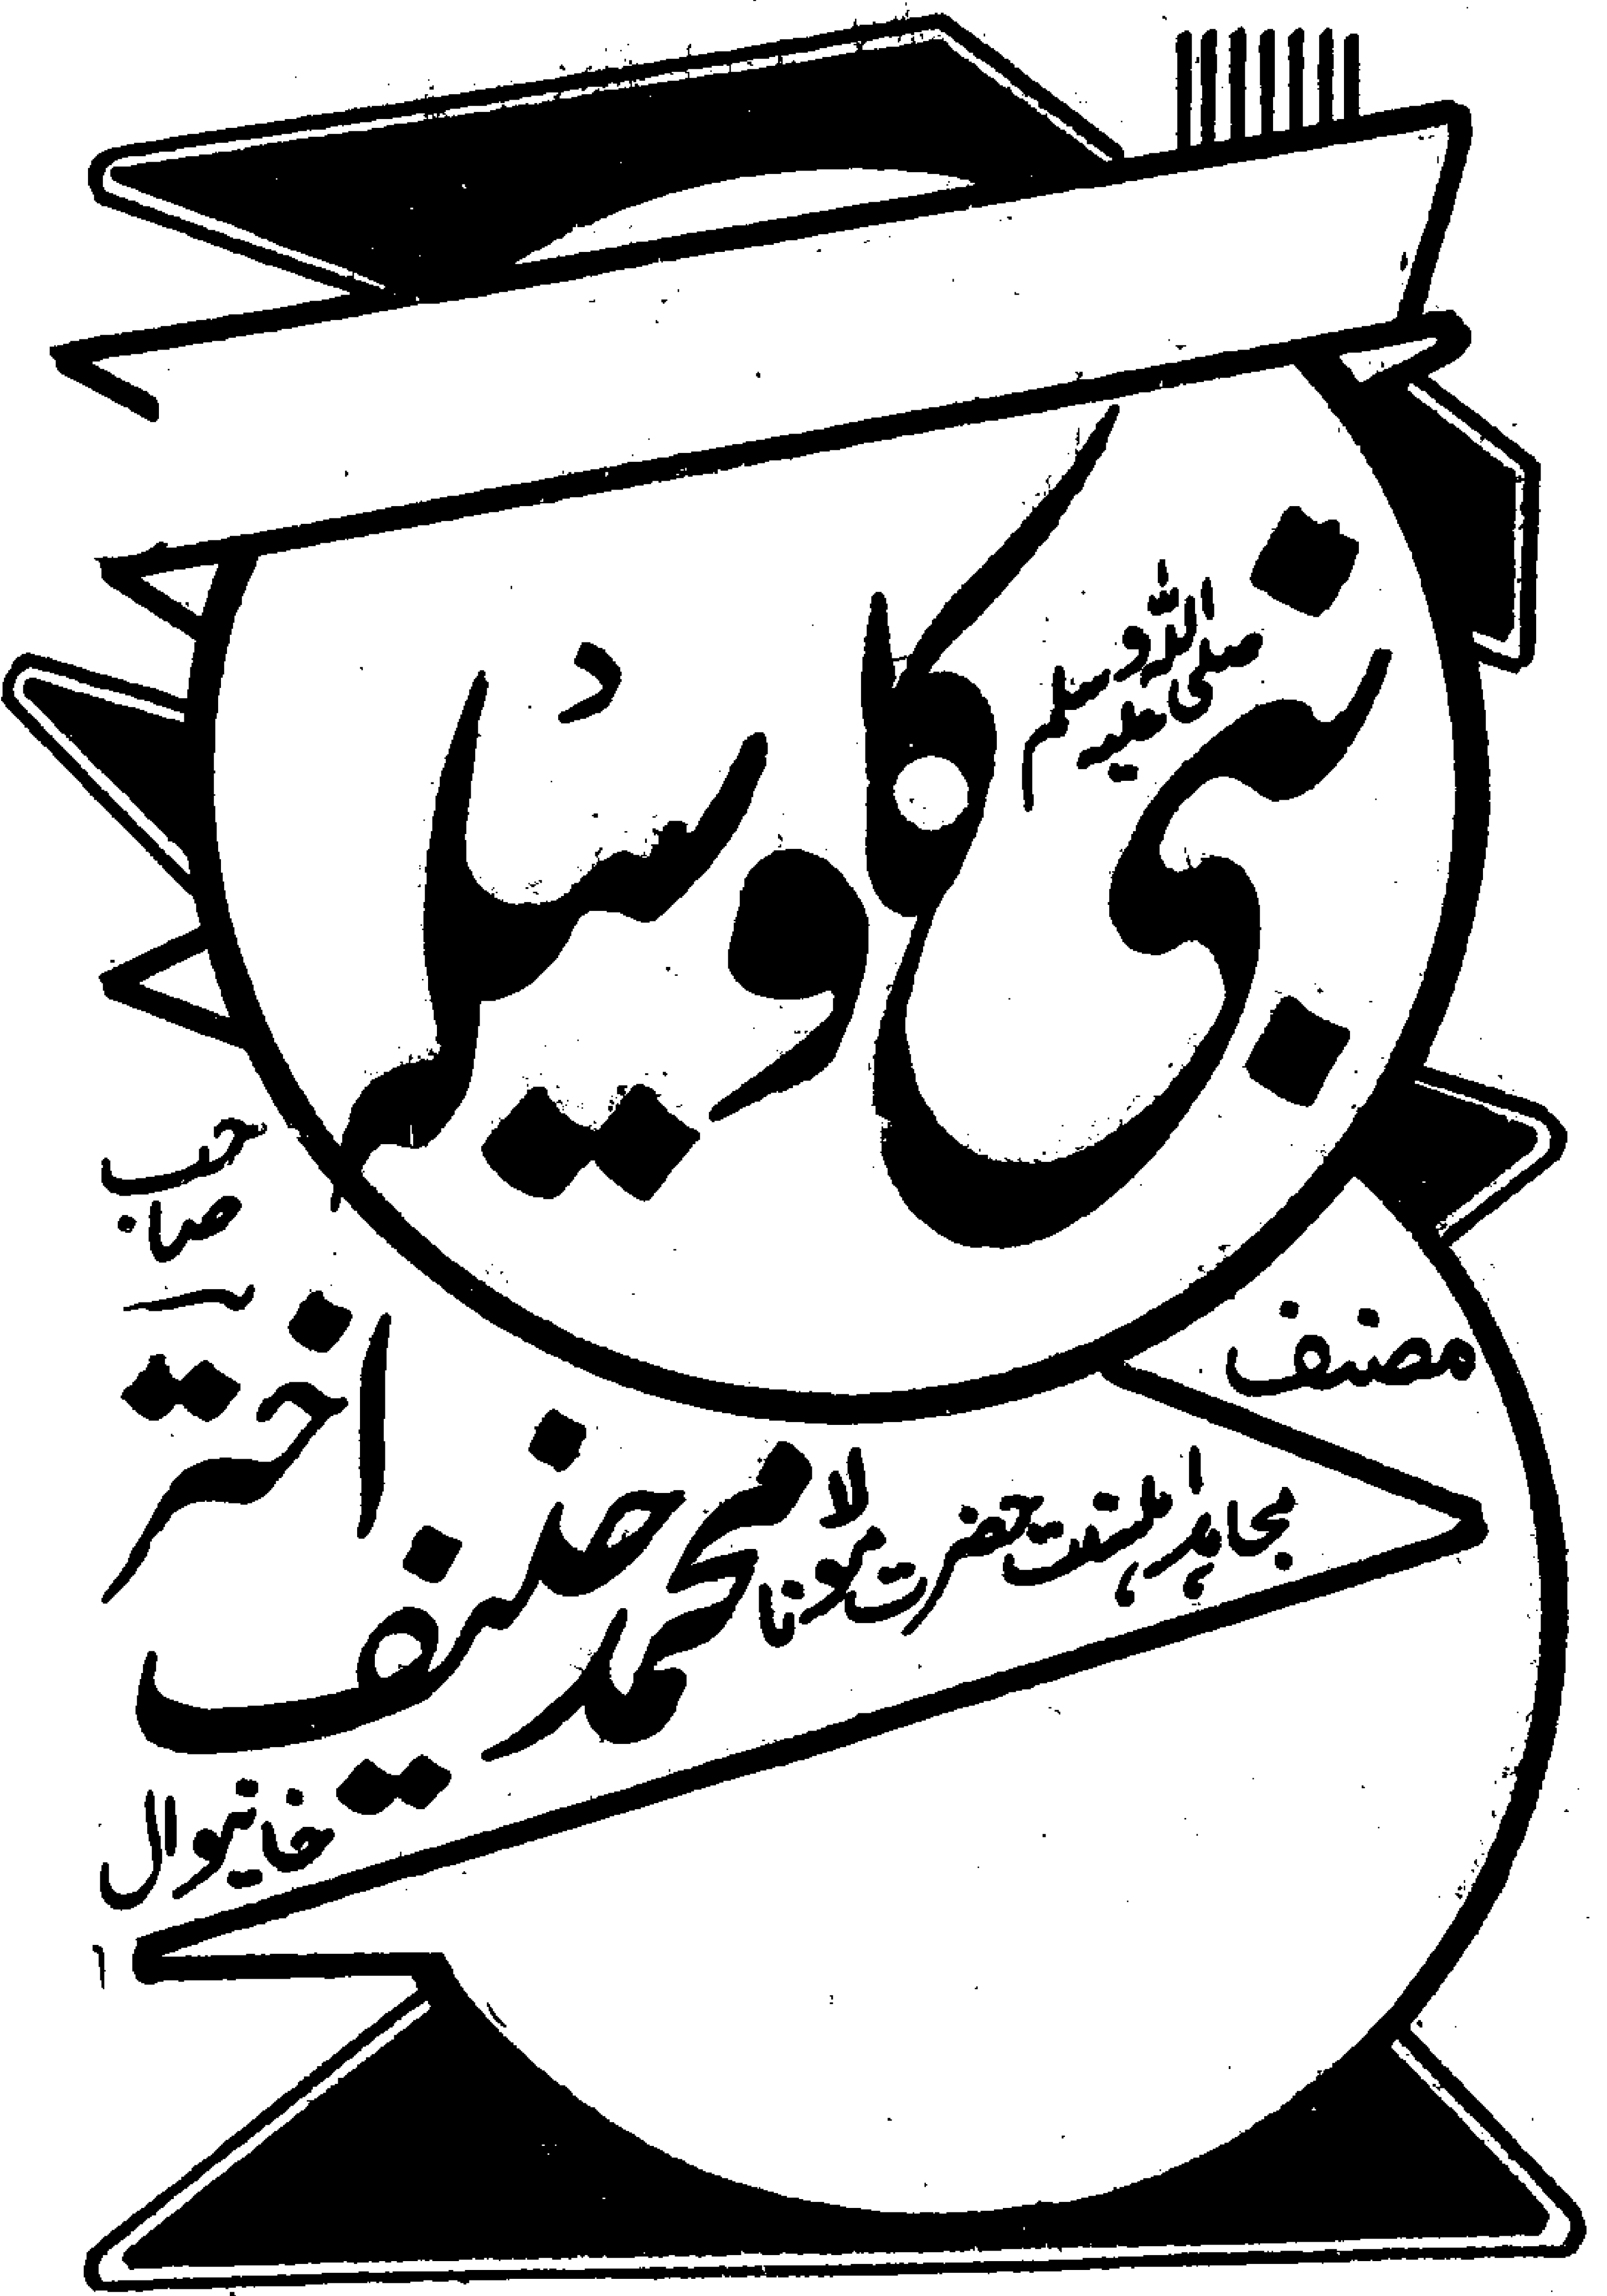 نبی صلی اللہ علیہ وسلم کا وسیلہ
مصنف
مجاہد اہلسنت حضرت مولانا محمد حنیف اختر صاحب
خانیوال